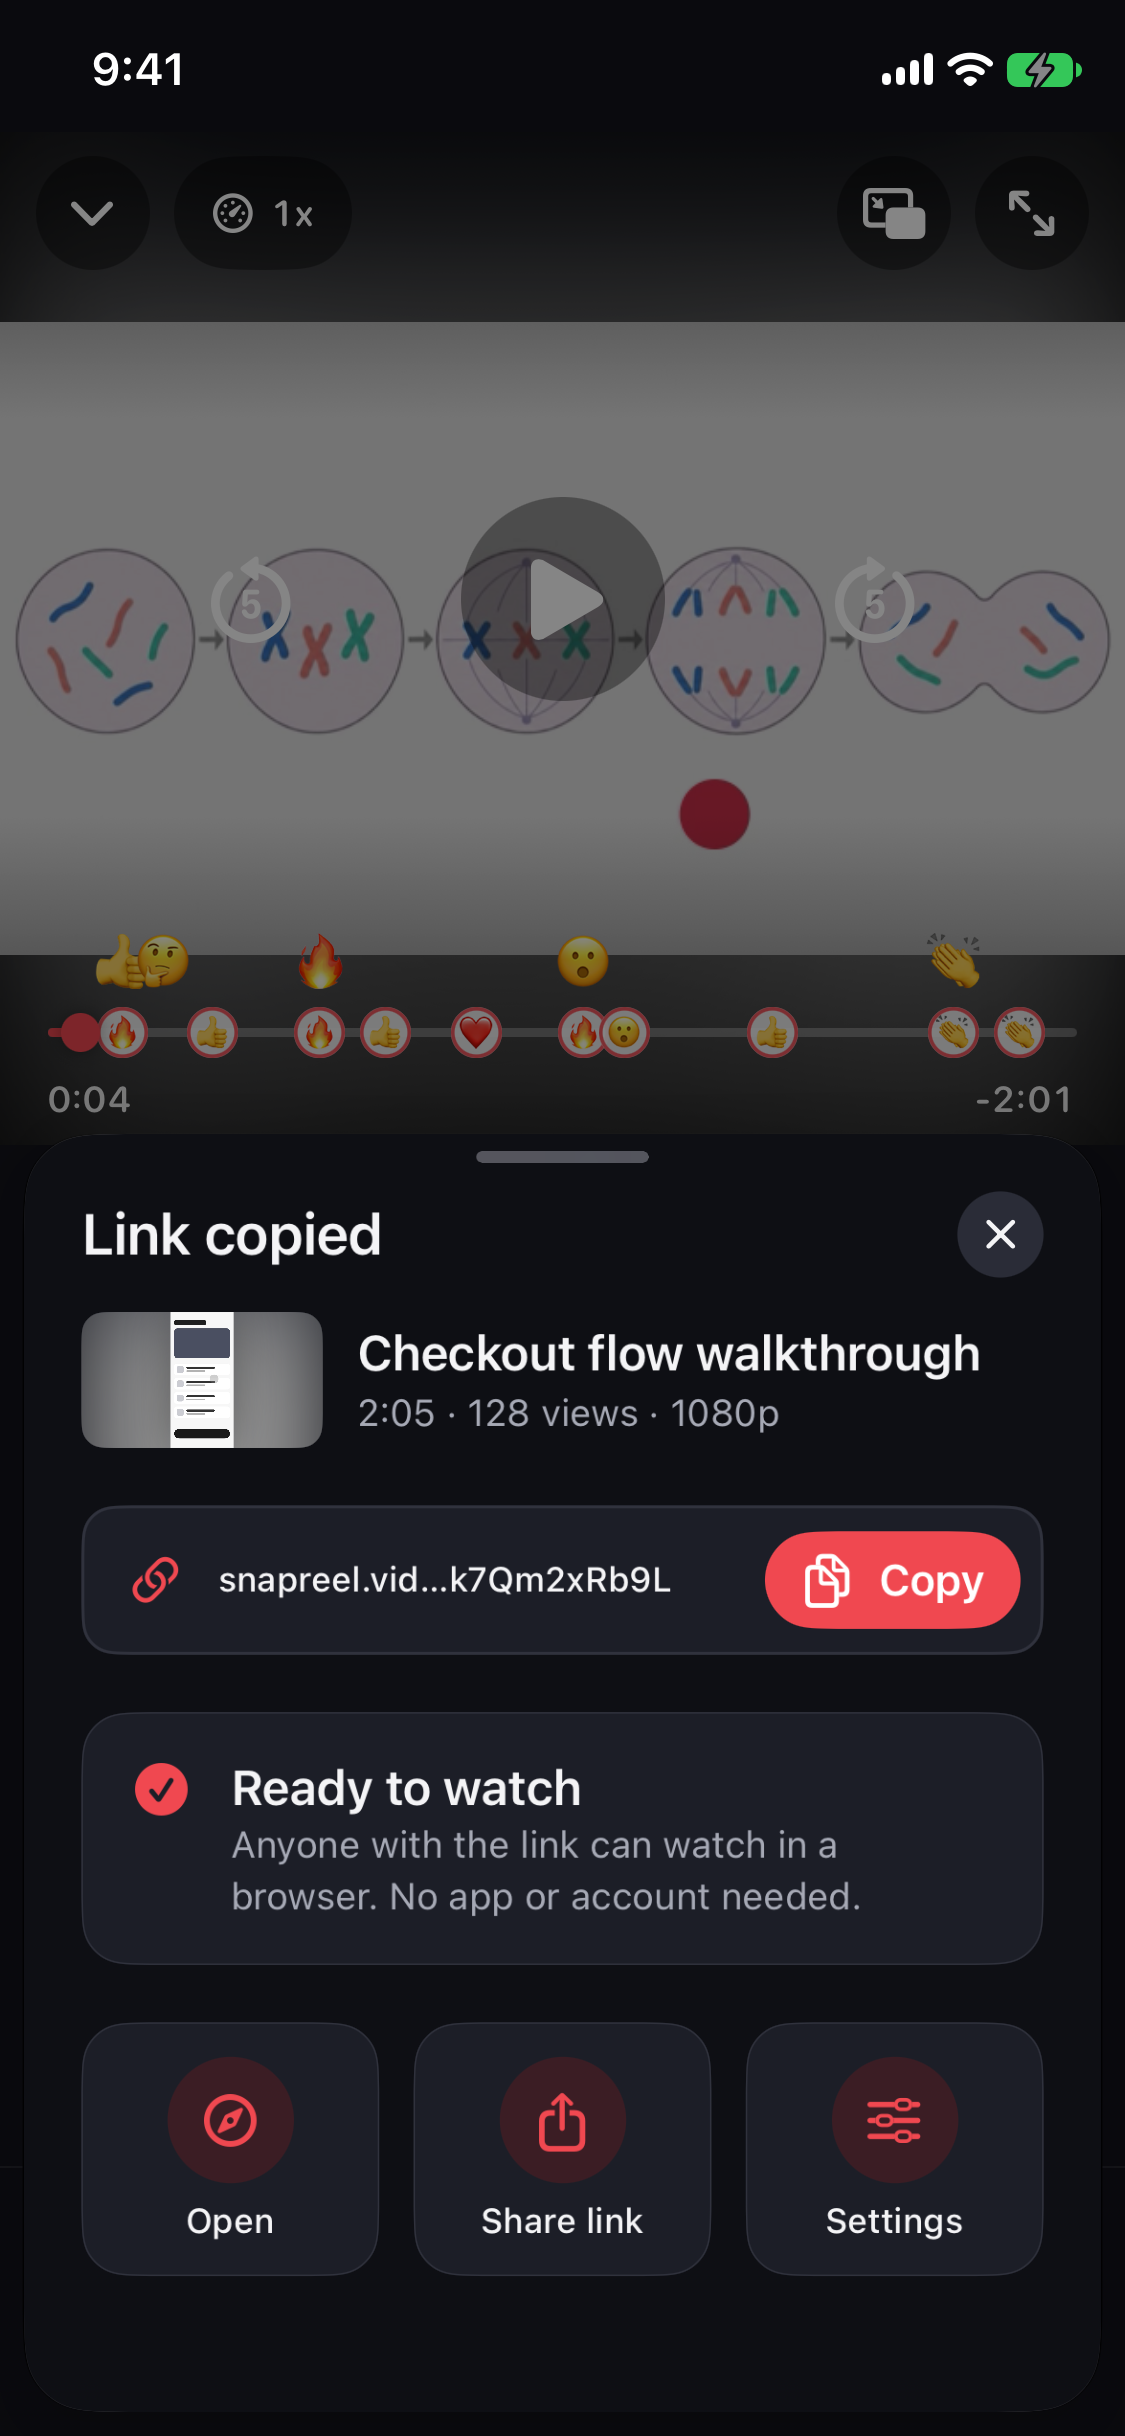 9:41
1x
5
5
0:04
-2:01
Link copied
Checkout flow walkthrough
2:05 · 128 views · 1080p
snapreel.vid...k7Qm2xRb9L
Copy
Ready to watch
Anyone with the link can watch in a
browser. No app or account needed.
Open
Share link
Settings